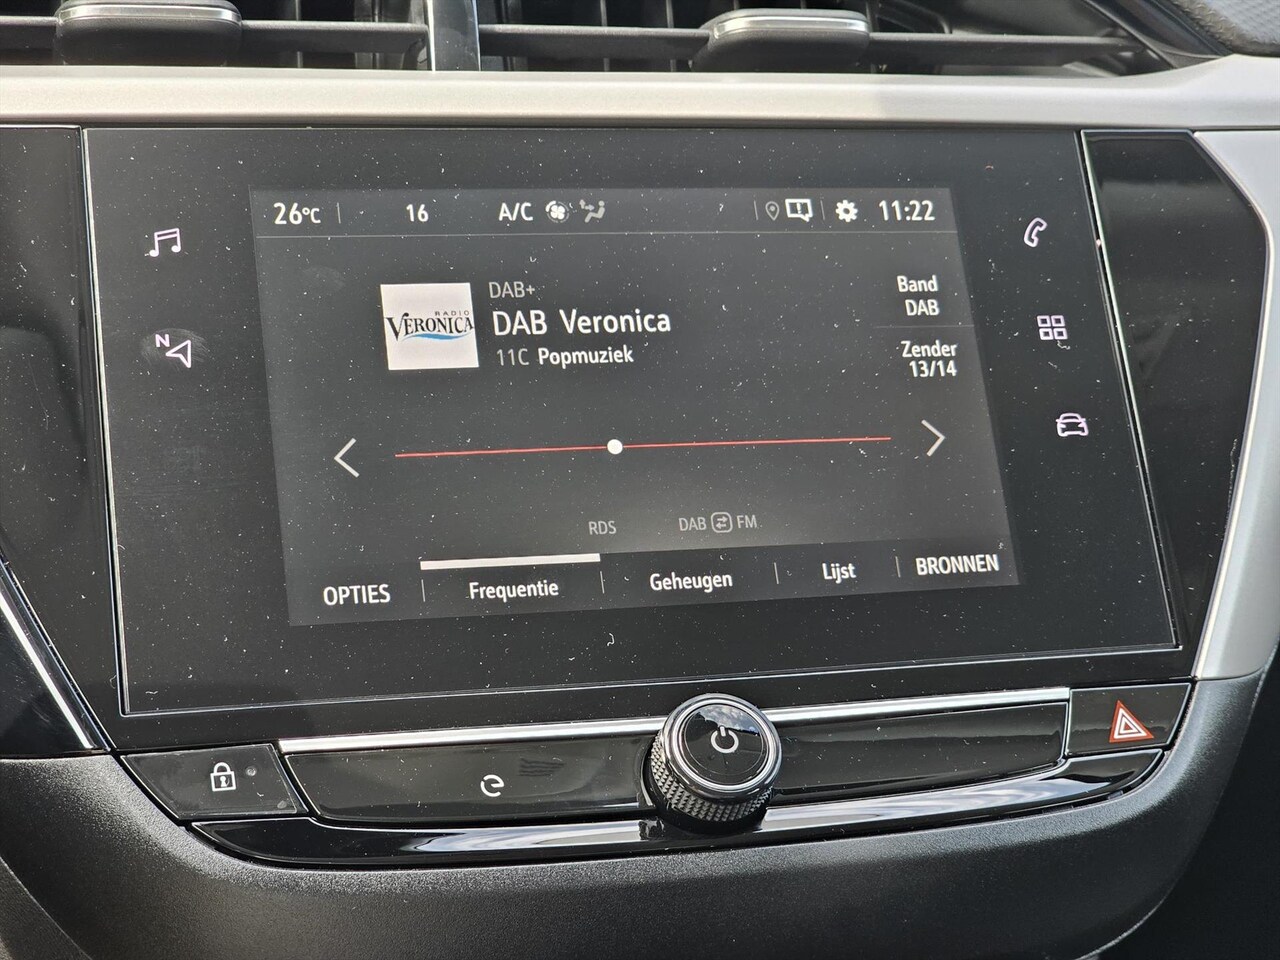 26°C 16 A/C 11:22
N
RADIO
VERONICA
DAB+
DAB Veronica
11C Popmuziek
Band
DAB
Zender
13/14
RDS DAB FM
OPTIES Frequentie Geheugen Lijst BRONNEN
e